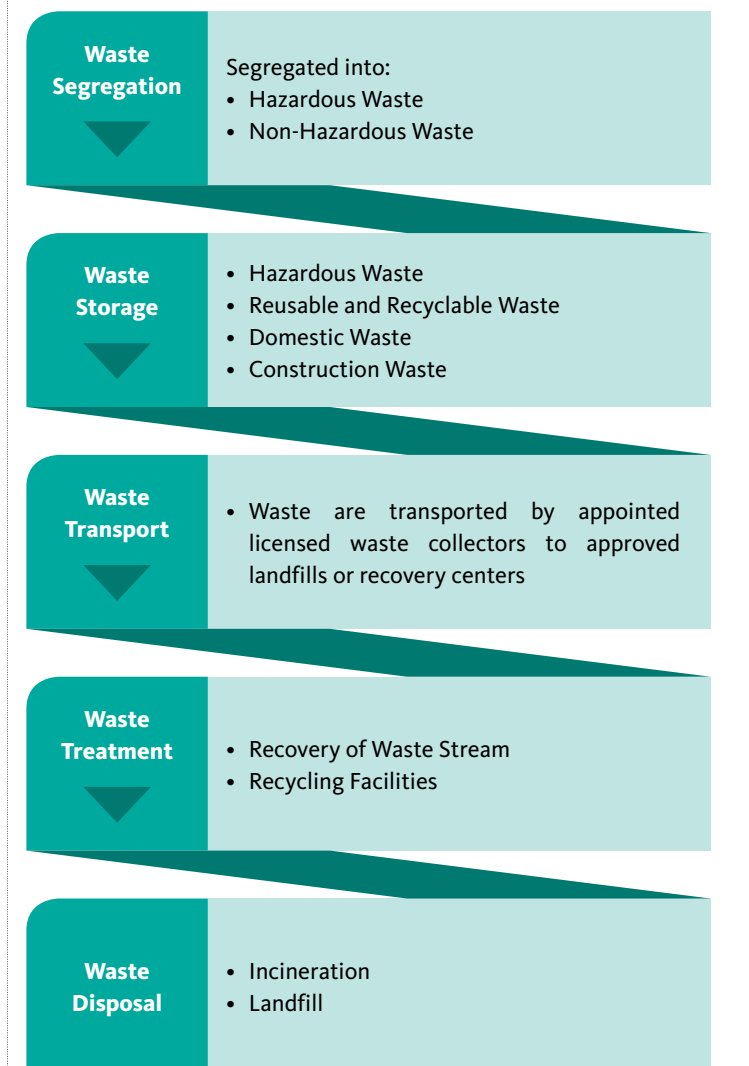 Waste
Segregation
Segregated into:
• Hazardous Waste
• Non-Hazardous Waste
Waste
Storage
• Hazardous Waste
• Reusable and Recyclable Waste
• Domestic Waste
• Construction Waste
Waste
Transport
• Waste are transported by appointed
licensed waste collectors to approved
landfills or recovery centers
Waste
Treatment
• Recovery of Waste Stream
• Recycling Facilities
Waste
Disposal
• Incineration
• Landfill